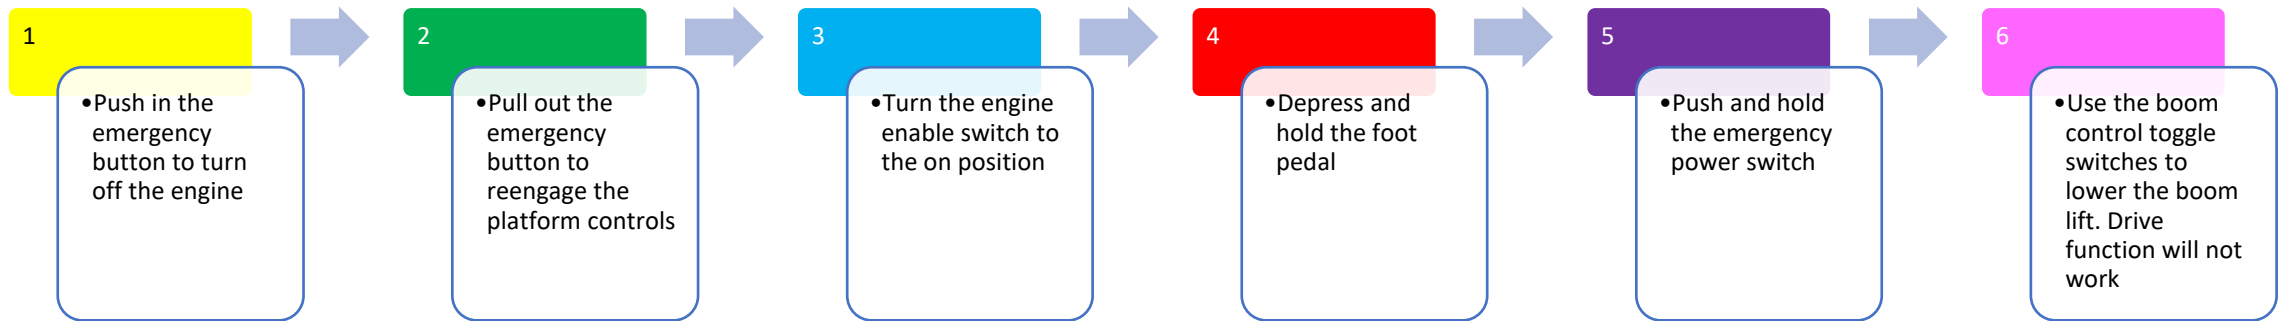 1
•Push in the
emergency
button to turn
off the engine
2
•Pull out the
emergency
button to
reengage the
platform controls
3
•Turn the engine
enable switch to
the on position
4
•Depress and
hold the foot
pedal
5
•Push and hold
the emergency
power switch
6
•Use the boom
control toggle
switches to
lower the boom
lift. Drive
function will not
work